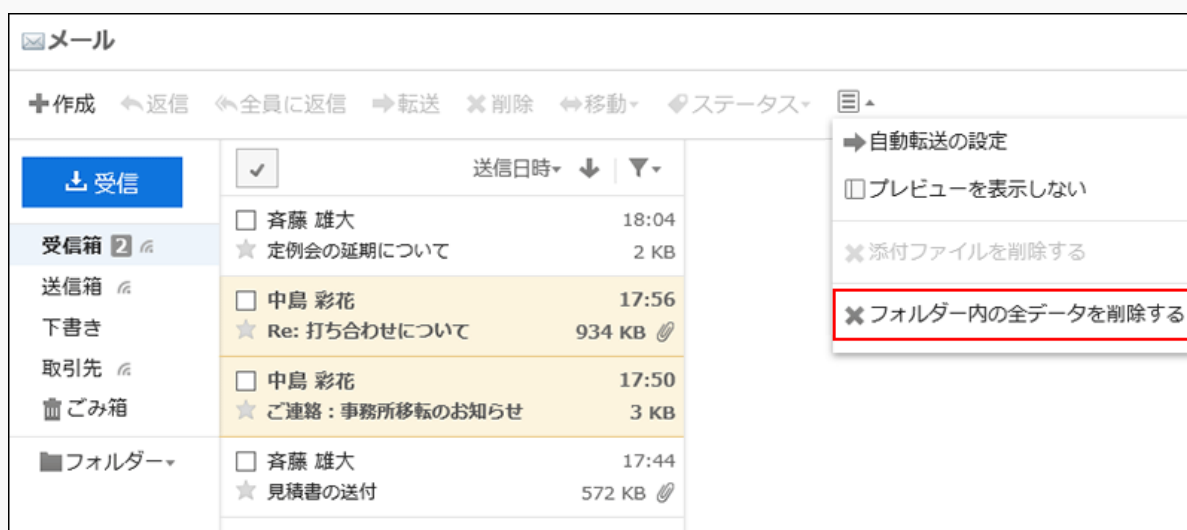 メール
作成 返信 全員に返信 転送 削除 移動 ステータス
自動転送の設定
プレビューを表示しない
添付ファイルを削除する
フォルダー内の全データを削除する
受信
受信箱 2
送信箱
下書き
取引先
ごみ箱
フォルダー
送信日時
斉藤 雄大 18:04
定例会の延期について 2 KB
中島 彩花 17:56
Re: 打ち合わせについて 934 KB
中島 彩花 17:50
ご連絡：事務所移転のお知らせ 3 KB
斉藤 雄大 17:44
見積書の送付 572 KB